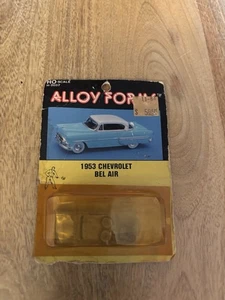 HO-SCALE
ALLOY FORMS
1953 CHEVROLET
BEL AIR